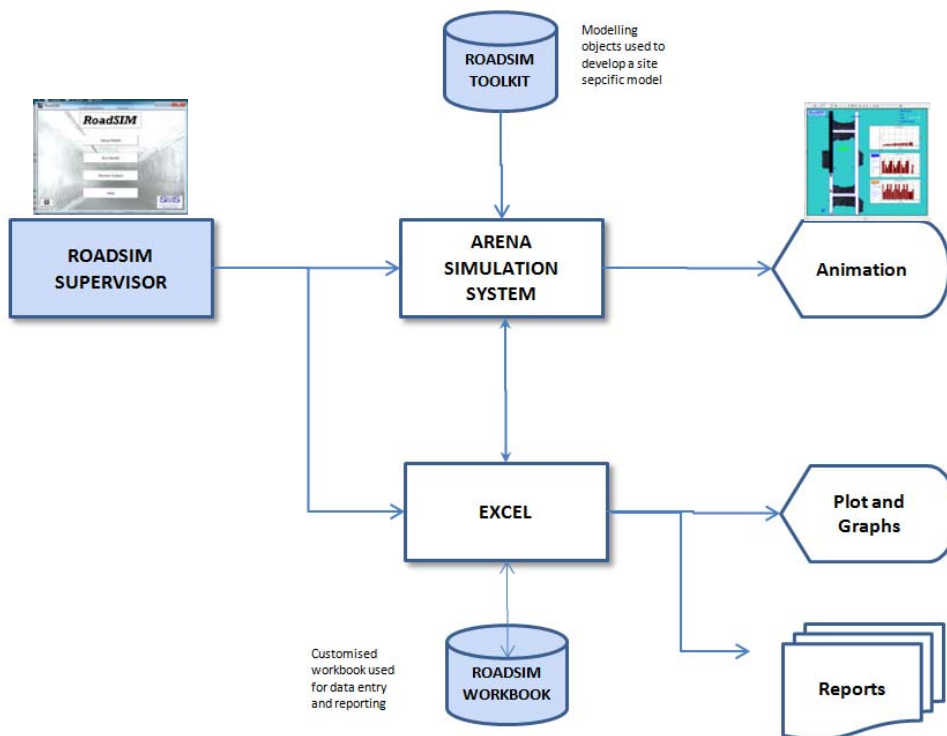 ROADSIM
TOOLKIT
Modelling
objects used to
develop a site
sepcific model
RoadSIM
ROADSIM
SUPERVISOR
ARENA
SIMULATION
SYSTEM
Animation
EXCEL
Plot and
Graphs
Customised
workbook used
for data entry
and reporting
ROADSIM
WORKBOOK
Reports